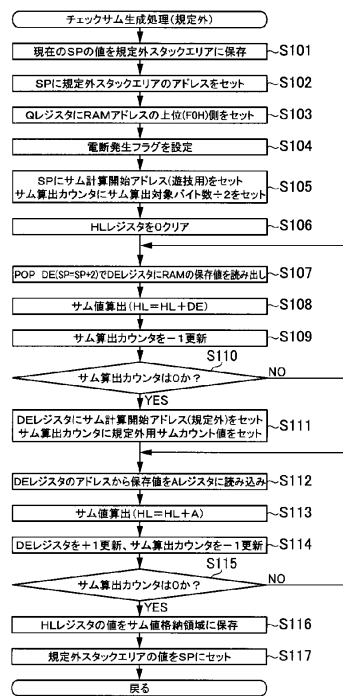 チェックサム生成処理(規定外)
現在のSPの値を規定外スタックエリアに保存
S101
SPに規定外スタックエリアのアドレスをセット
S102
QレジスタにRAMアドレスの上位(F0H)側をセット
S103
電断発生フラグを設定
S104
SPにサム計算開始アドレス(遊技用)をセット
サム算出カウンタにサム算出対象バイト数÷2をセット
S105
HLレジスタを0クリア
S106
POP DE(SP=SP+2)でDEレジスタにRAMの保存値を読み出し
S107
サム値算出(HL=HL+DE)
S108
サム算出カウンタを−1更新
S109
S110
サム算出カウンタは0か?
NO
YES
DEレジスタにサム計算開始アドレス(規定外)をセット
サム算出カウンタに規定外用サムカウント値をセット
S111
DEレジスタのアドレスから保存値をAレジスタに読み込み
S112
サム値算出(HL=HL+A)
S113
DEレジスタを+1更新、サム算出カウンタを−1更新
S114
S115
サム算出カウンタは0か?
NO
YES
HLレジスタの値をサム値格納領域に保存
S116
規定外スタックエリアの値をSPにセット
S117
戻る